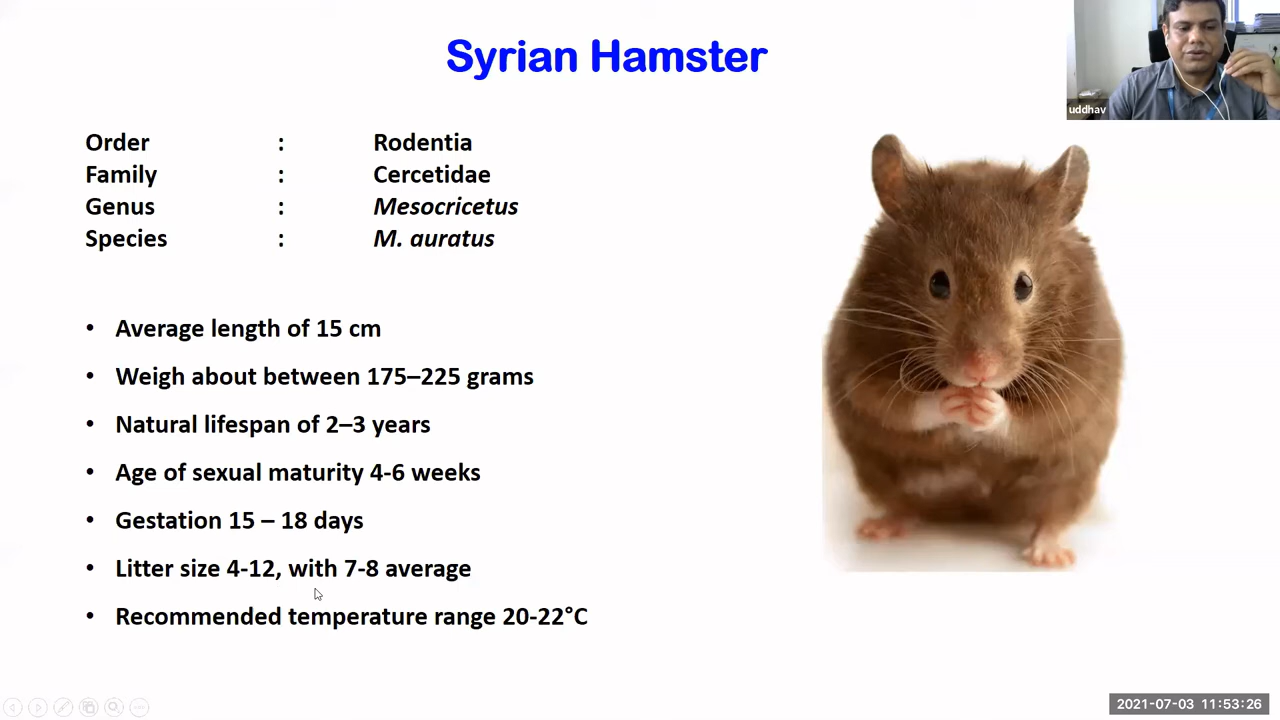 Syrian Hamster
uddhav
Order : Rodentia
Family : Cercetidae
Genus : Mesocricetus
Species : M. auratus
• Average length of 15 cm
• Weigh about between 175–225 grams
• Natural lifespan of 2–3 years
• Age of sexual maturity 4-6 weeks
• Gestation 15 – 18 days
• Litter size 4-12, with 7-8 average
• Recommended temperature range 20-22°C
2021-07-03 11:53:26